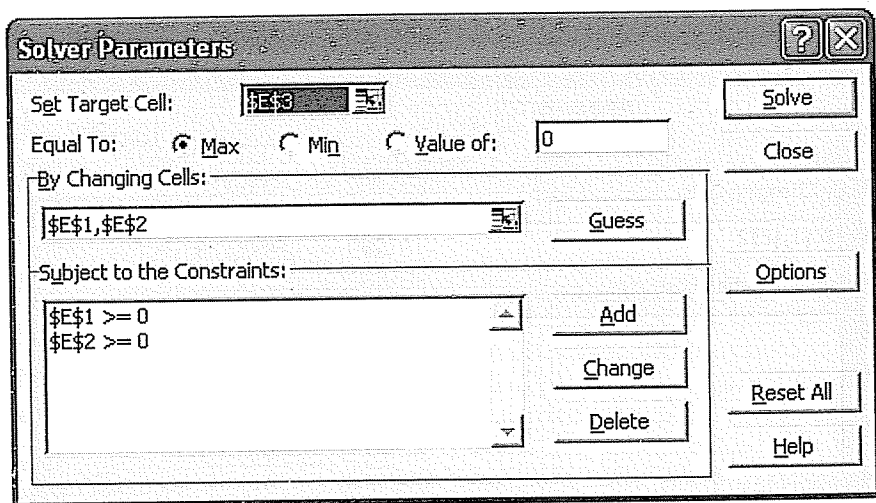 Solver Parameters
Set Target Cell: $E$3 Solve
Equal To: Max Min Value of: 0 Close
By Changing Cells:
$E$1,$E$2 Guess
Subject to the Constraints: Options
$E$1 >= 0 Add
$E$2 >= 0
Change
Reset All
Delete
Help